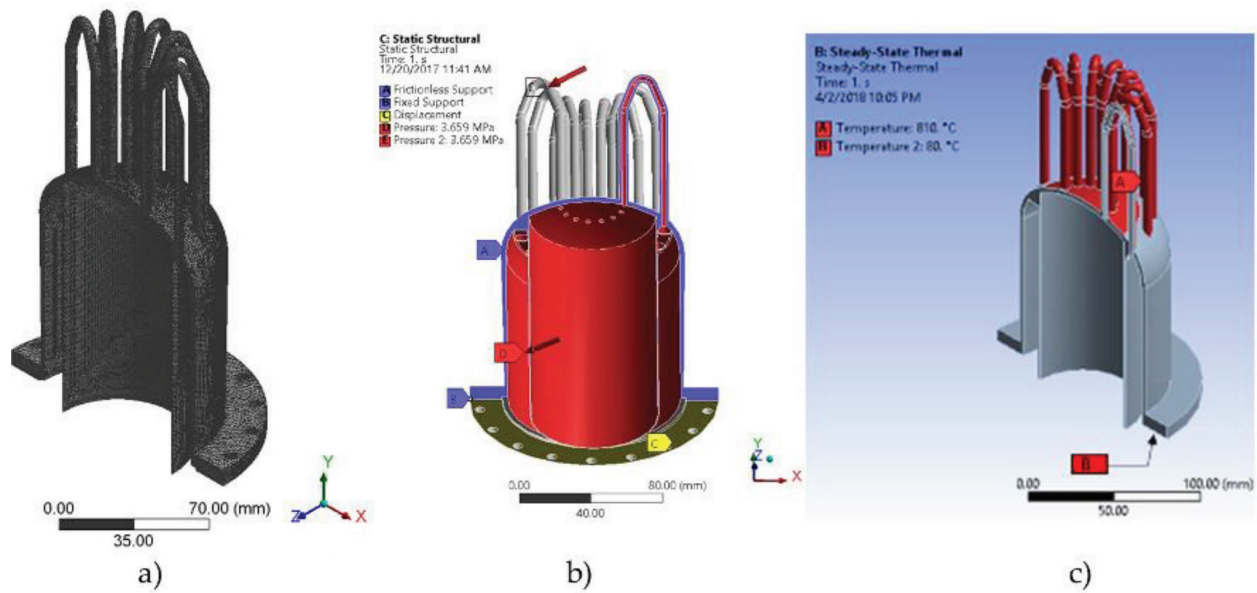 0.00
70.00 (mm)
35.00
Y
Z
X
a)
C: Static Structural
Static Structural
Time: 1. s
12/20/2017 11:41 AM
A Frictionless Support
B Fixed Support
C Displacement
D Pressure: 3.659 MPa
E Pressure 2: 3.659 MPa
E
A
D
B
C
0.00
80.00 (mm)
40.00
Y
Z
X
b)
B: Steady-State Thermal
Steady-State Thermal
Time: 1. s
4/2/2018 10:05 PM
A Temperature: 810. °C
B Temperature 2: 80. °C
A
B
0.00
100.00 (mm)
50.00
c)